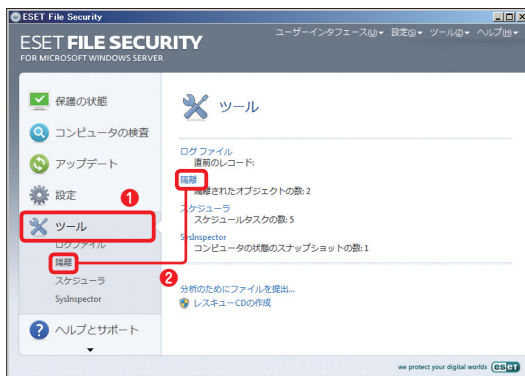 ESET File Security
ESET FILE SECURITY
FOR MICROSOFT WINDOWS SERVER
ユーザーインタフェース(U)▾ 設定(S)▾ ツール(Z)▾ ヘルプ(H)▾
保護の状態
コンピュータの検査
アップデート
設定
1
ツール
ログファイル
隔離
2
スケジューラ
SysInspector
? ヘルプとサポート
ツール
ログ ファイル
直前のレコード:
隔離
隔離されたオブジェクトの数: 2
スケジューラ
スケジュールタスクの数: 5
SysInspector
コンピュータの状態のスナップショットの数: 1
分析のためにファイルを提出...
レスキューCDの作成
we protect your digital worlds eset